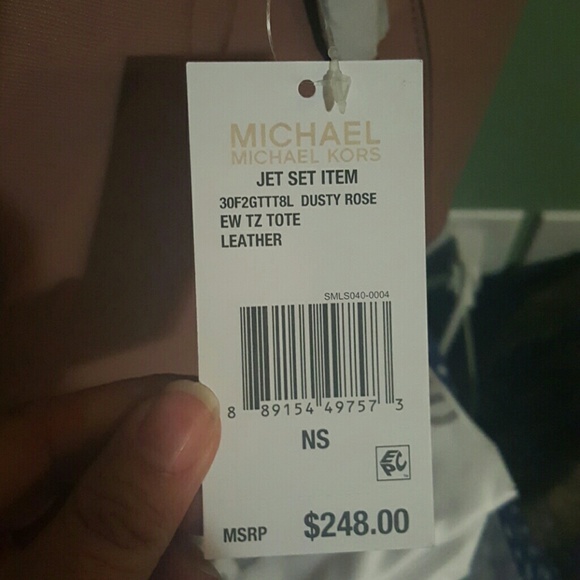 MICHAEL
MICHAEL KORS
JET SET ITEM
30F2GTTT8L DUSTY ROSE
EW TZ TOTE
LEATHER
SMLS040-0004
8 89154 49757 3
NS
EPC
MSRP $248.00